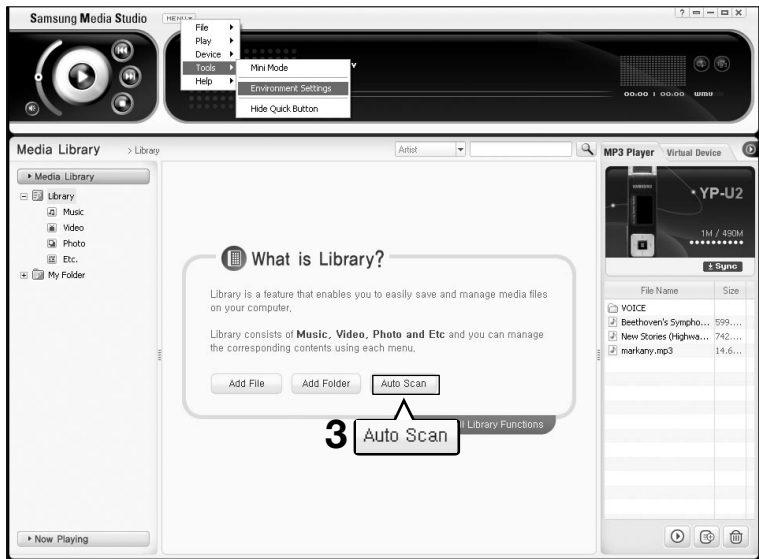 Samsung Media Studio
MENU
File
Play
Device
Tools
Help
Mini Mode
Environment Settings
Hide Quick Button
00:00 | 00:00 WMU
Media Library > Library
Artist
Media Library
Library
Music
Video
Photo
Etc.
My Folder
What is Library?
Library is a feature that enables you to easily save and manage media files
on your computer,
Library consists of Music, Video, Photo and Etc and you can manage
the corresponding contents using each menu,
Add File Add Folder Auto Scan
3 Auto Scan
Library Functions
Now Playing
MP3 Player Virtual Device
SAMSUNG
YP-U2
1M / 490M
Sync
File Name Size
VOICE
Beethoven's Sympho... 599....
New Stories (Highwa... 742....
markany.mp3 14.6...